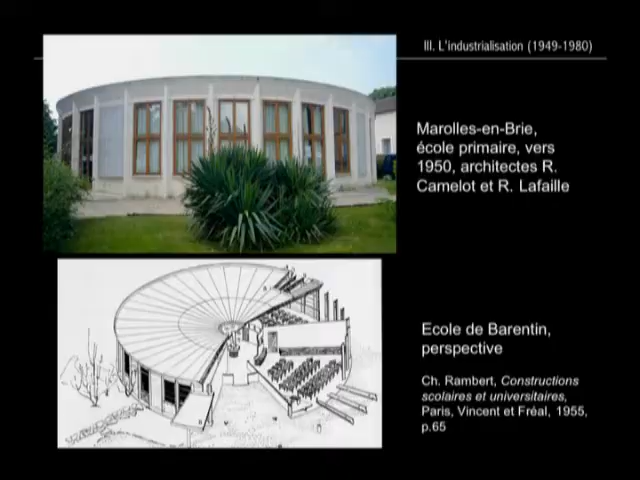 III. L'industrialisation (1949-1980)
Marolles-en-Brie,
école primaire, vers
1950, architectes R.
Camelot et R. Lafaille
Ecole de Barentin,
perspective
Ch. Rambert, Constructions
scolaires et universitaires,
Paris, Vincent et Fréal, 1955,
p.65